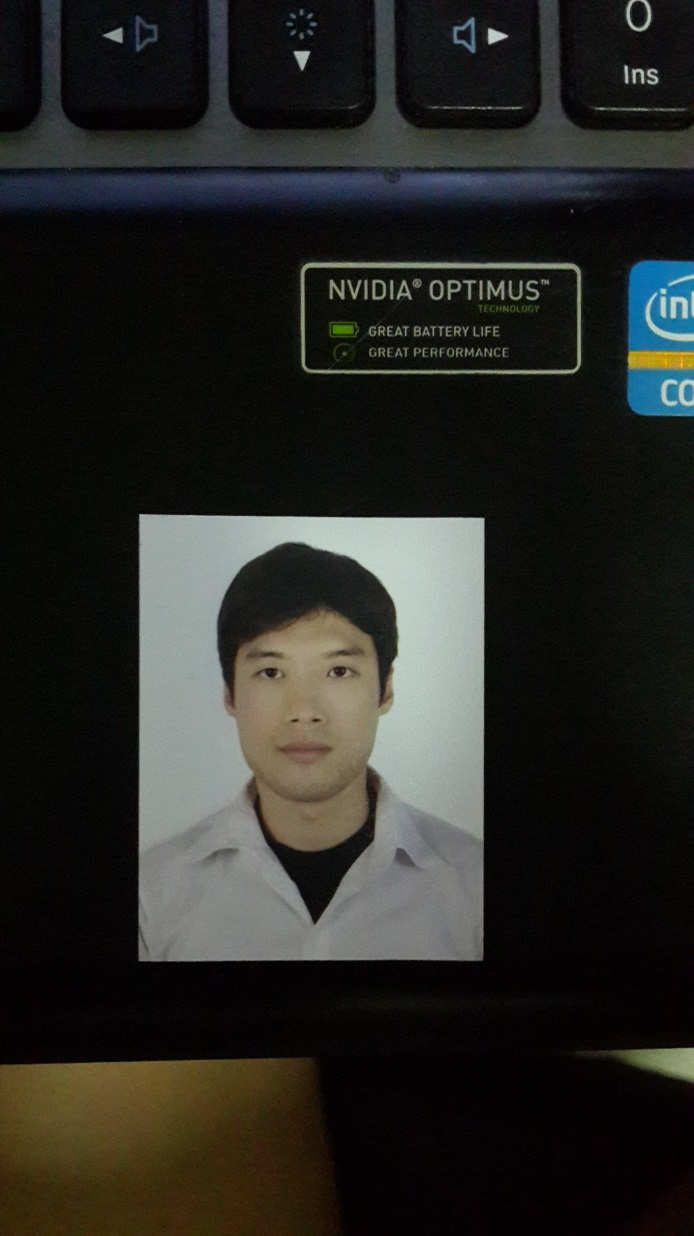 0
Ins
NVIDIA® OPTIMUS™
TECHNOLOGY
GREAT BATTERY LIFE
GREAT PERFORMANCE